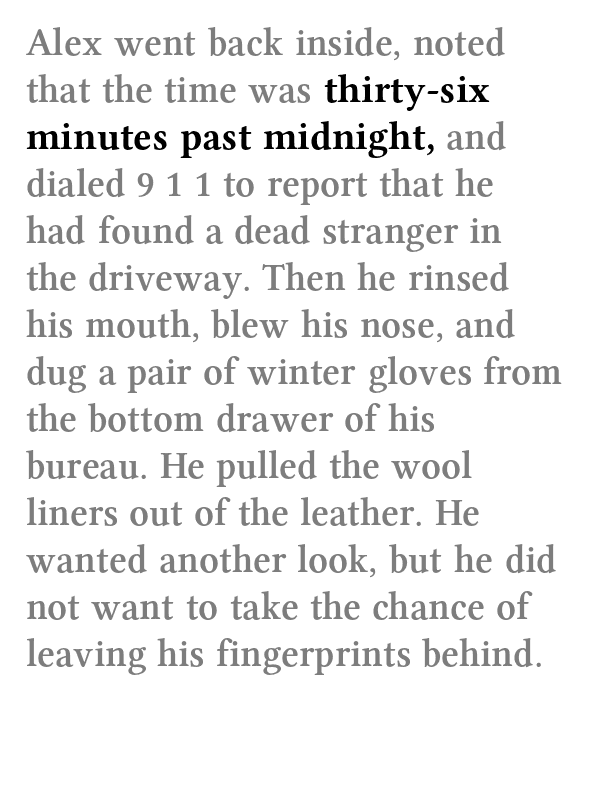 Alex went back inside, noted
that the time was thirty-six
minutes past midnight, and
dialed 9 1 1 to report that he
had found a dead stranger in
the driveway. Then he rinsed
his mouth, blew his nose, and
dug a pair of winter gloves from
the bottom drawer of his
bureau. He pulled the wool
liners out of the leather. He
wanted another look, but he did
not want to take the chance of
leaving his fingerprints behind.